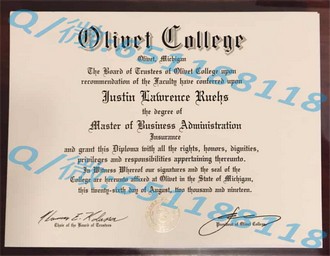 Olivet College
Olivet, Michigan
The Board of Trustees of Olivet College upon
recommendation of the Faculty have conferred upon
Justin Lawrence Ruehs
the degree of
Master of Business Administration
Insurance
and grant this Diploma with all the rights, honors, dignities,
privileges and responsibilities appertaining thereunto.
In Witness Whereof our signatures and the seal of the
College are hereunto affixed at Olivet in the State of Michigan,
this twenty-sixth day of August, two thousand and nineteen.
Chair of the Board of Trustees
President of Olivet College